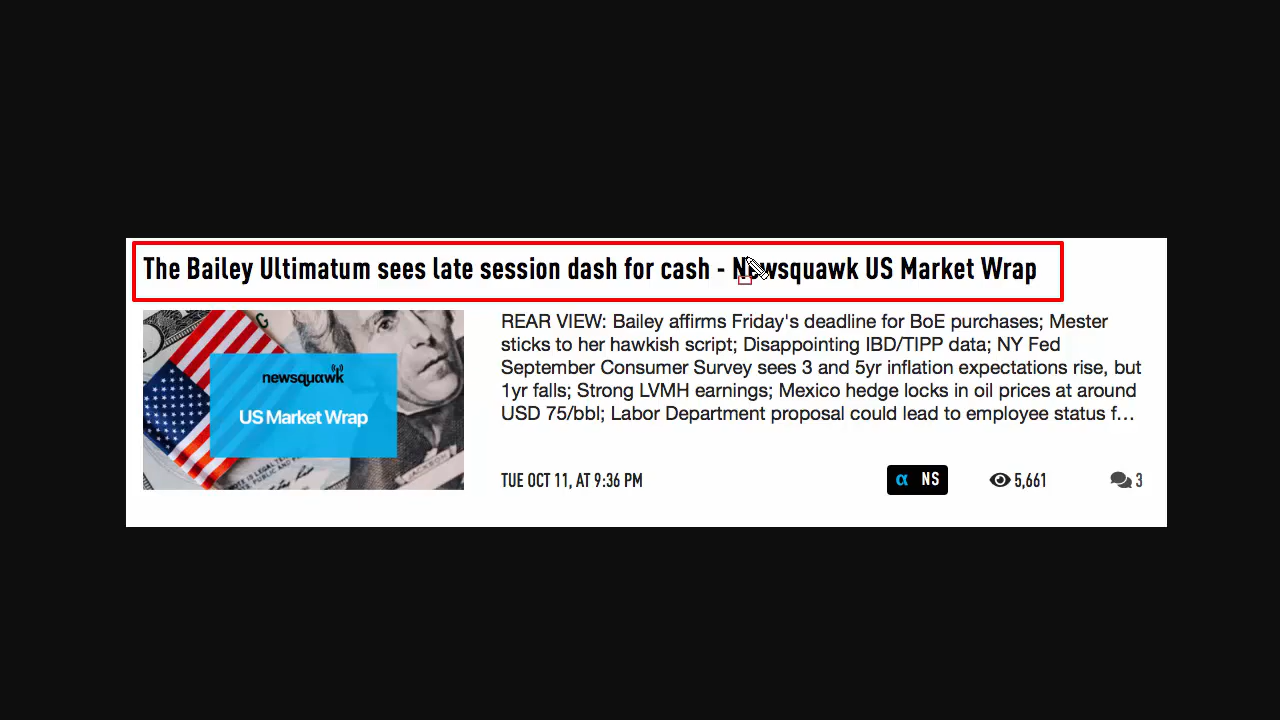 The Bailey Ultimatum sees late session dash for cash - Newsquawk US Market Wrap
G
newsquawk
US Market Wrap
JACKSON
REAR VIEW: Bailey affirms Friday's deadline for BoE purchases; Mester
sticks to her hawkish script; Disappointing IBD/TIPP data; NY Fed
September Consumer Survey sees 3 and 5yr inflation expectations rise, but
1yr falls; Strong LVMH earnings; Mexico hedge locks in oil prices at around
USD 75/bbl; Labor Department proposal could lead to employee status f...
TUE OCT 11, AT 9:36 PM
α NS
5,661
3